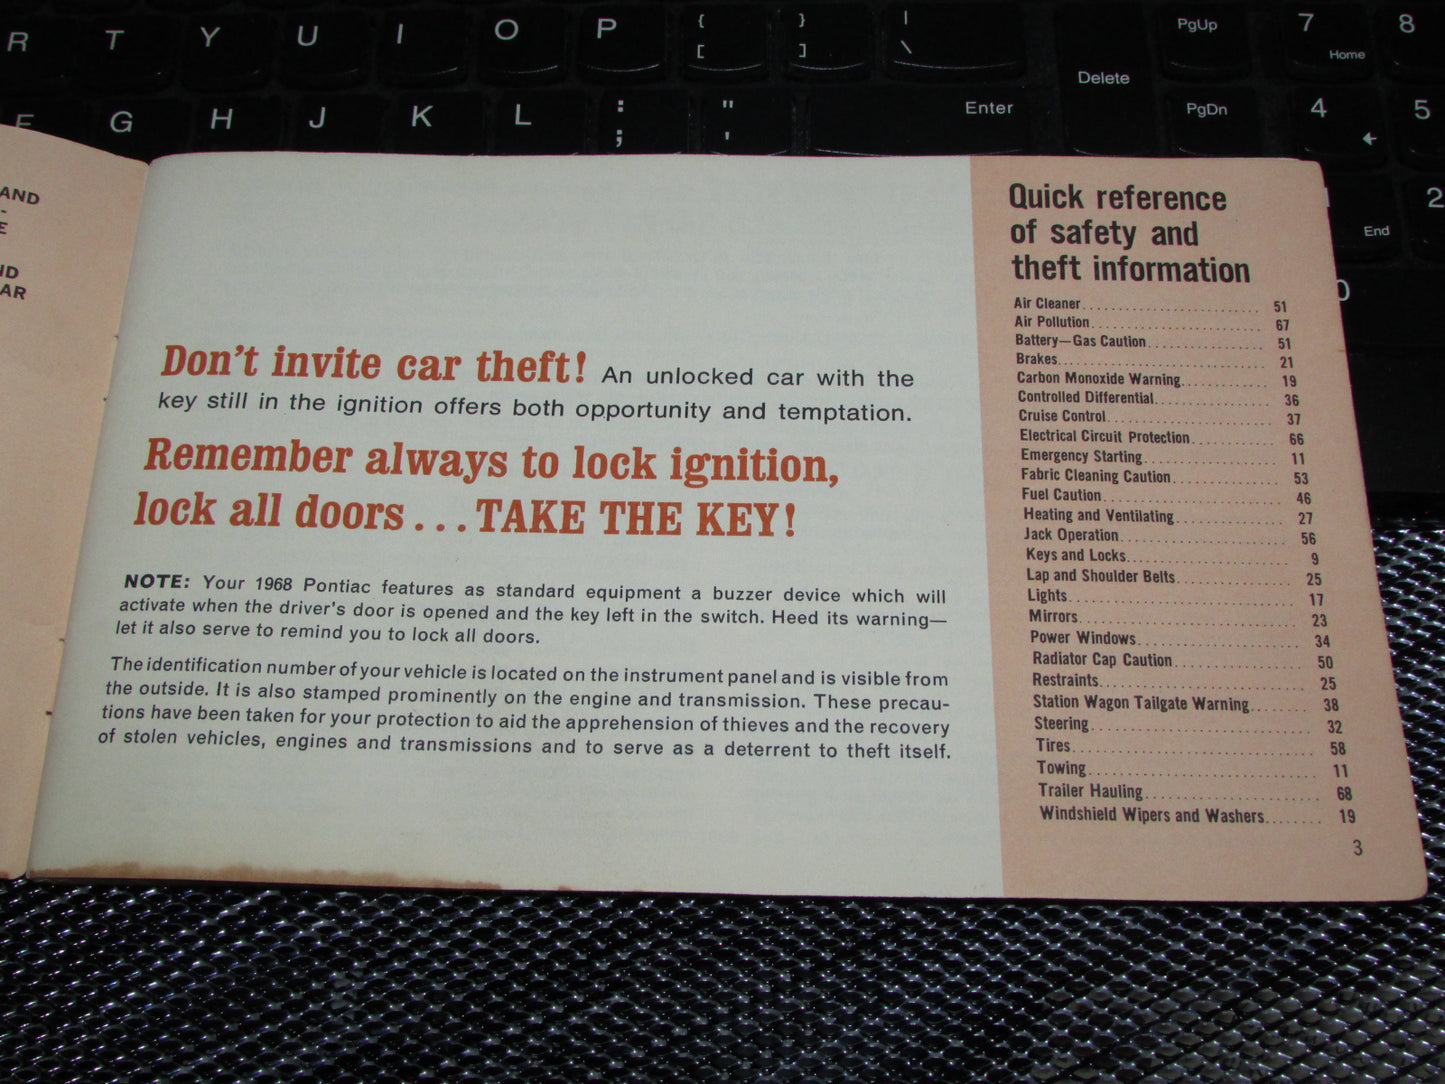 R T Y U I O P { [ } ] | \ Delete PgUp 7 Home 8
G H J K L : ; " ' Enter PgDn 4 5
End 2
0
AND
-
E
ND
AR
Don't invite car theft! An unlocked car with the
key still in the ignition offers both opportunity and temptation.
Remember always to lock ignition,
lock all doors . . . TAKE THE KEY!
NOTE: Your 1968 Pontiac features as standard equipment a buzzer device which will
activate when the driver's door is opened and the key left in the switch. Heed its warning—
let it also serve to remind you to lock all doors.
The identification number of your vehicle is located on the instrument panel and is visible from
the outside. It is also stamped prominently on the engine and transmission. These precau-
tions have been taken for your protection to aid the apprehension of thieves and the recovery
of stolen vehicles, engines and transmissions and to serve as a deterrent to theft itself.
Quick reference
of safety and
theft information
Air Cleaner 51
Air Pollution 67
Battery—Gas Caution 51
Brakes 21
Carbon Monoxide Warning 19
Controlled Differential 36
Cruise Control 37
Electrical Circuit Protection 66
Emergency Starting 11
Fabric Cleaning Caution 53
Fuel Caution 46
Heating and Ventilating 27
Jack Operation 56
Keys and Locks 9
Lap and Shoulder Belts 25
Lights 17
Mirrors 23
Power Windows 34
Radiator Cap Caution 50
Restraints 25
Station Wagon Tailgate Warning 38
Steering 32
Tires 58
Towing 11
Trailer Hauling 68
Windshield Wipers and Washers 19
3